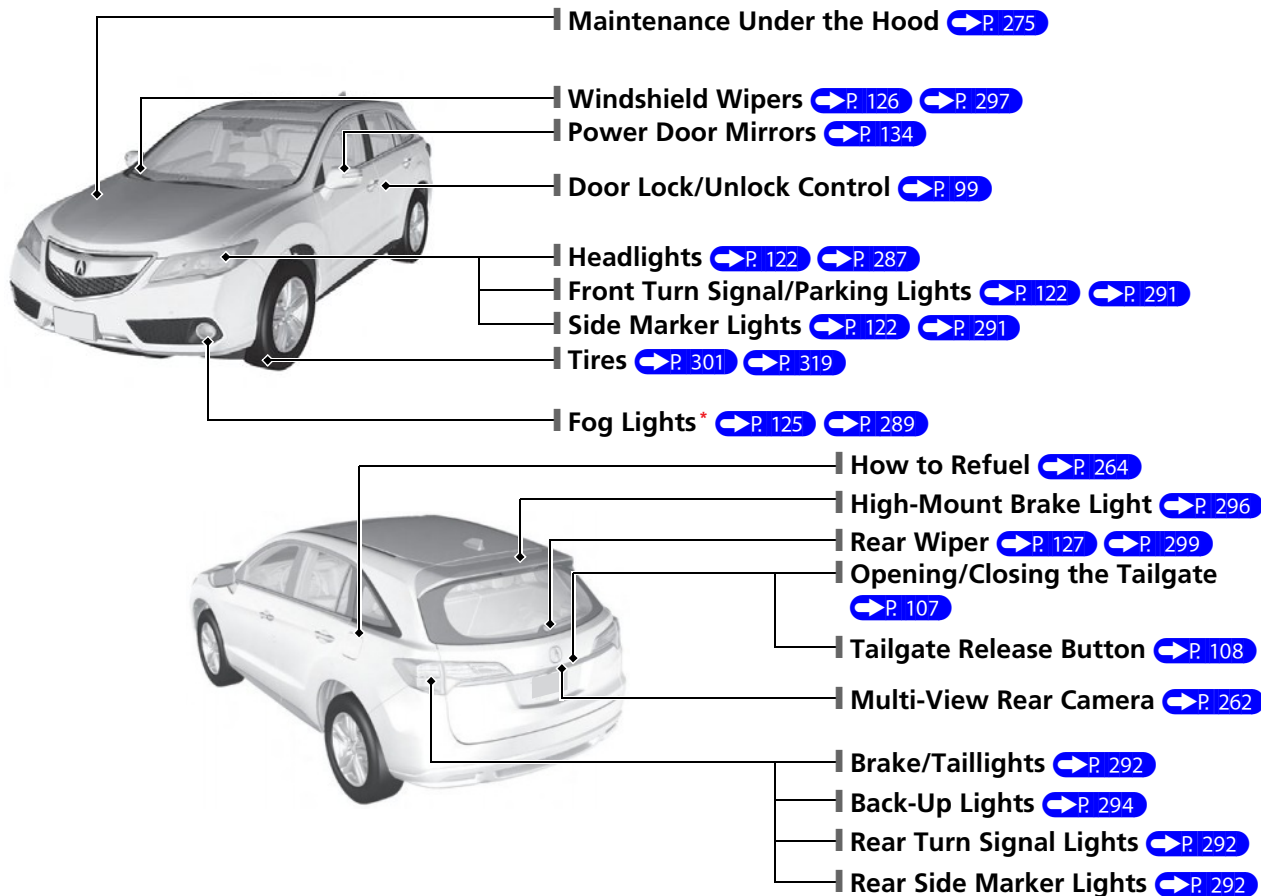 Maintenance Under the Hood P. 275
Windshield Wipers P. 126 P. 297
Power Door Mirrors P. 134
Door Lock/Unlock Control P. 99
Headlights P. 122 P. 287
Front Turn Signal/Parking Lights P. 122 P. 291
Side Marker Lights P. 122 P. 291
Tires P. 301 P. 319
Fog Lights* P. 125 P. 289
How to Refuel P. 264
High-Mount Brake Light P. 296
Rear Wiper P. 127 P. 299
Opening/Closing the Tailgate
P. 107
Tailgate Release Button P. 108
Multi-View Rear Camera P. 262
Brake/Taillights P. 292
Back-Up Lights P. 294
Rear Turn Signal Lights P. 292
Rear Side Marker Lights P. 292